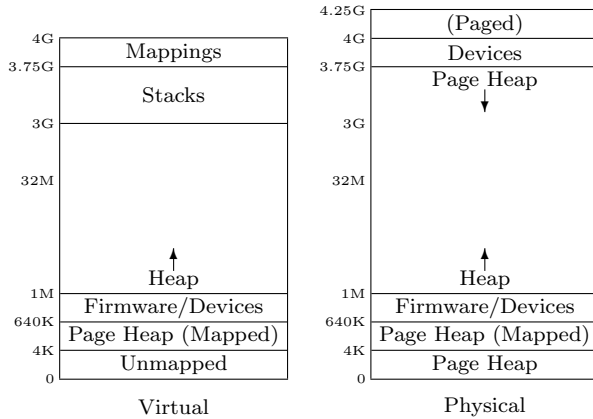 4G
Mappings
3.75G
Stacks
3G
32M
Heap
1M
Firmware/Devices
640K
Page Heap (Mapped)
4K
Unmapped
0
Virtual
4.25G
(Paged)
4G
Devices
3.75G
Page Heap
3G
32M
Heap
1M
Firmware/Devices
640K
Page Heap (Mapped)
4K
Page Heap
0
Physical